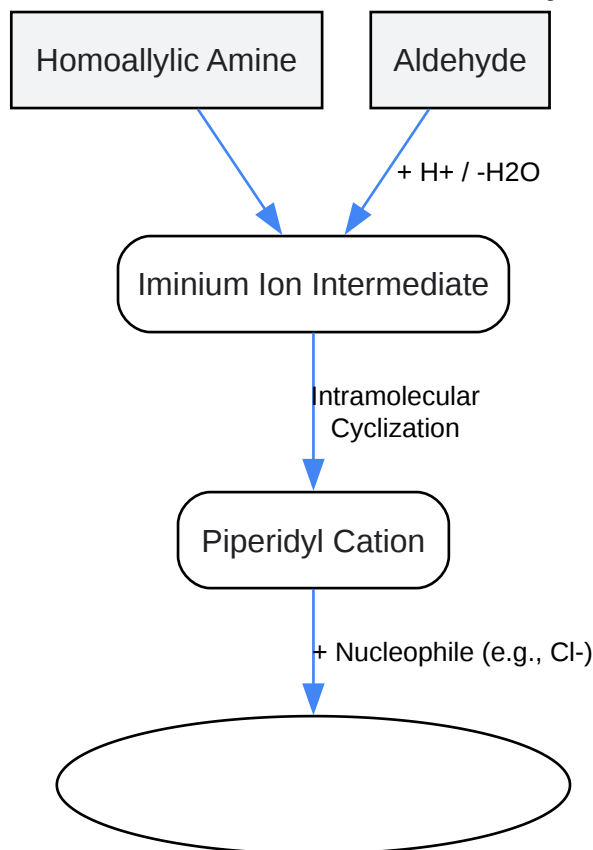 Homoallylic Amine
Aldehyde
+ H+ / -H2O
Iminium Ion Intermediate
Intramolecular
Cyclization
Piperidyl Cation
+ Nucleophile (e.g., Cl-)